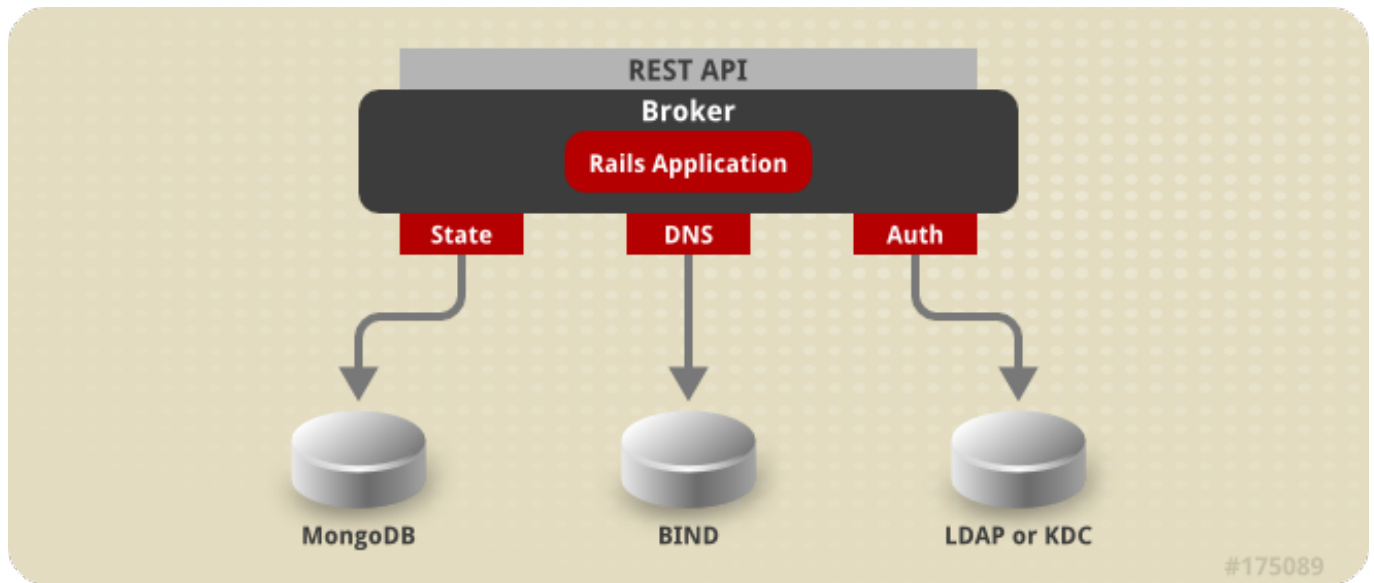 REST API
Broker
Rails Application
State DNS Auth
MongoDB BIND LDAP or KDC
#175089